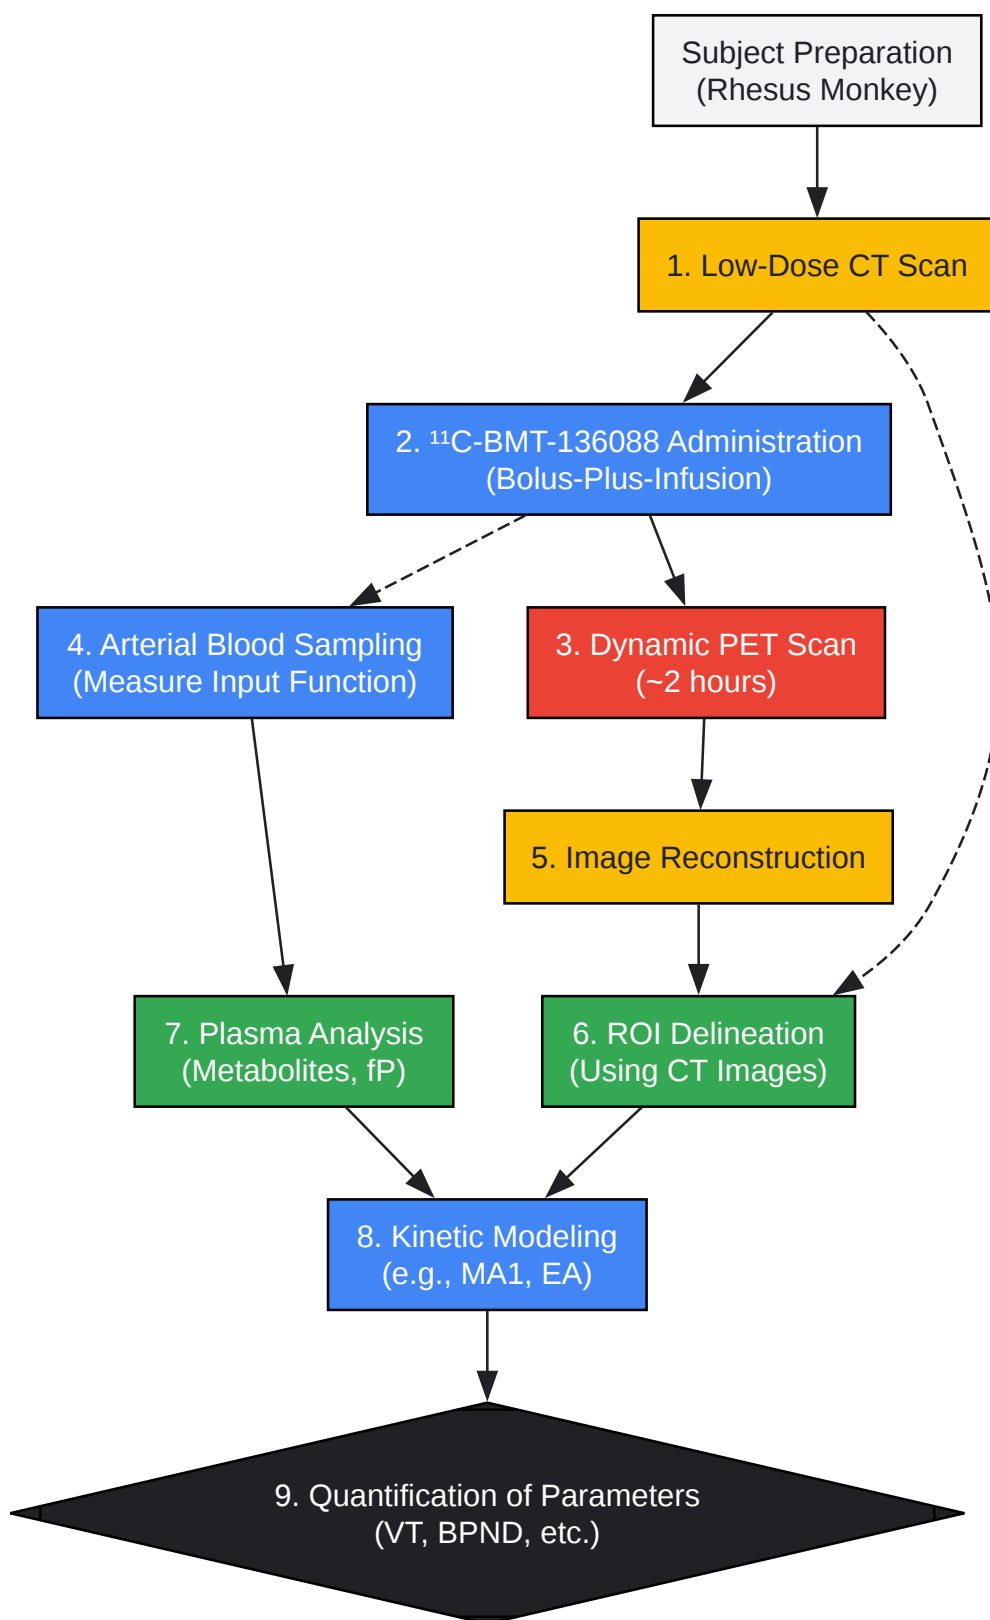 Subject Preparation
(Rhesus Monkey)
1. Low-Dose CT Scan
2. ¹¹C-BMT-136088 Administration
(Bolus-Plus-Infusion)
4. Arterial Blood Sampling
(Measure Input Function)
3. Dynamic PET Scan
(~2 hours)
5. Image Reconstruction
7. Plasma Analysis
(Metabolites, fP)
6. ROI Delineation
(Using CT Images)
8. Kinetic Modeling
(e.g., MA1, EA)
9. Quantification of Parameters
(VT, BPND, etc.)